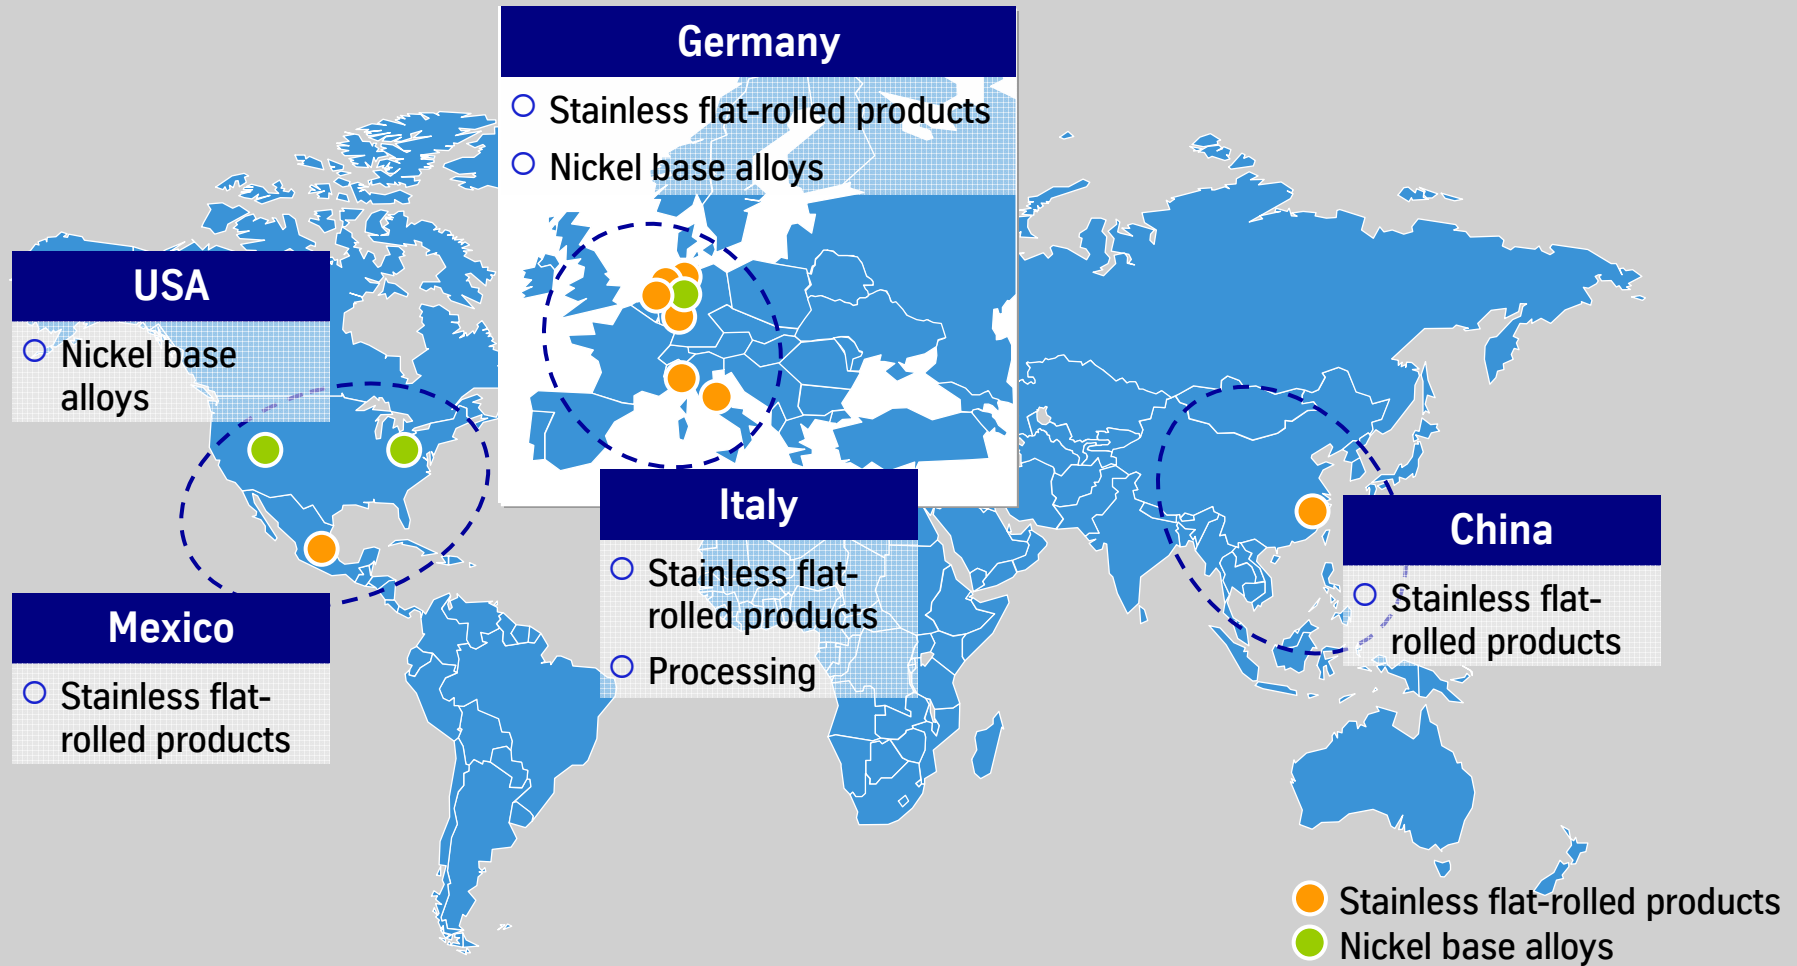 Germany
Stainless flat-rolled products
Nickel base alloys
USA
Nickel base
alloys
Italy
Stainless flat-
rolled products
Processing
China
Stainless flat-
rolled products
Mexico
Stainless flat-
rolled products
Stainless flat-rolled products
Nickel base alloys